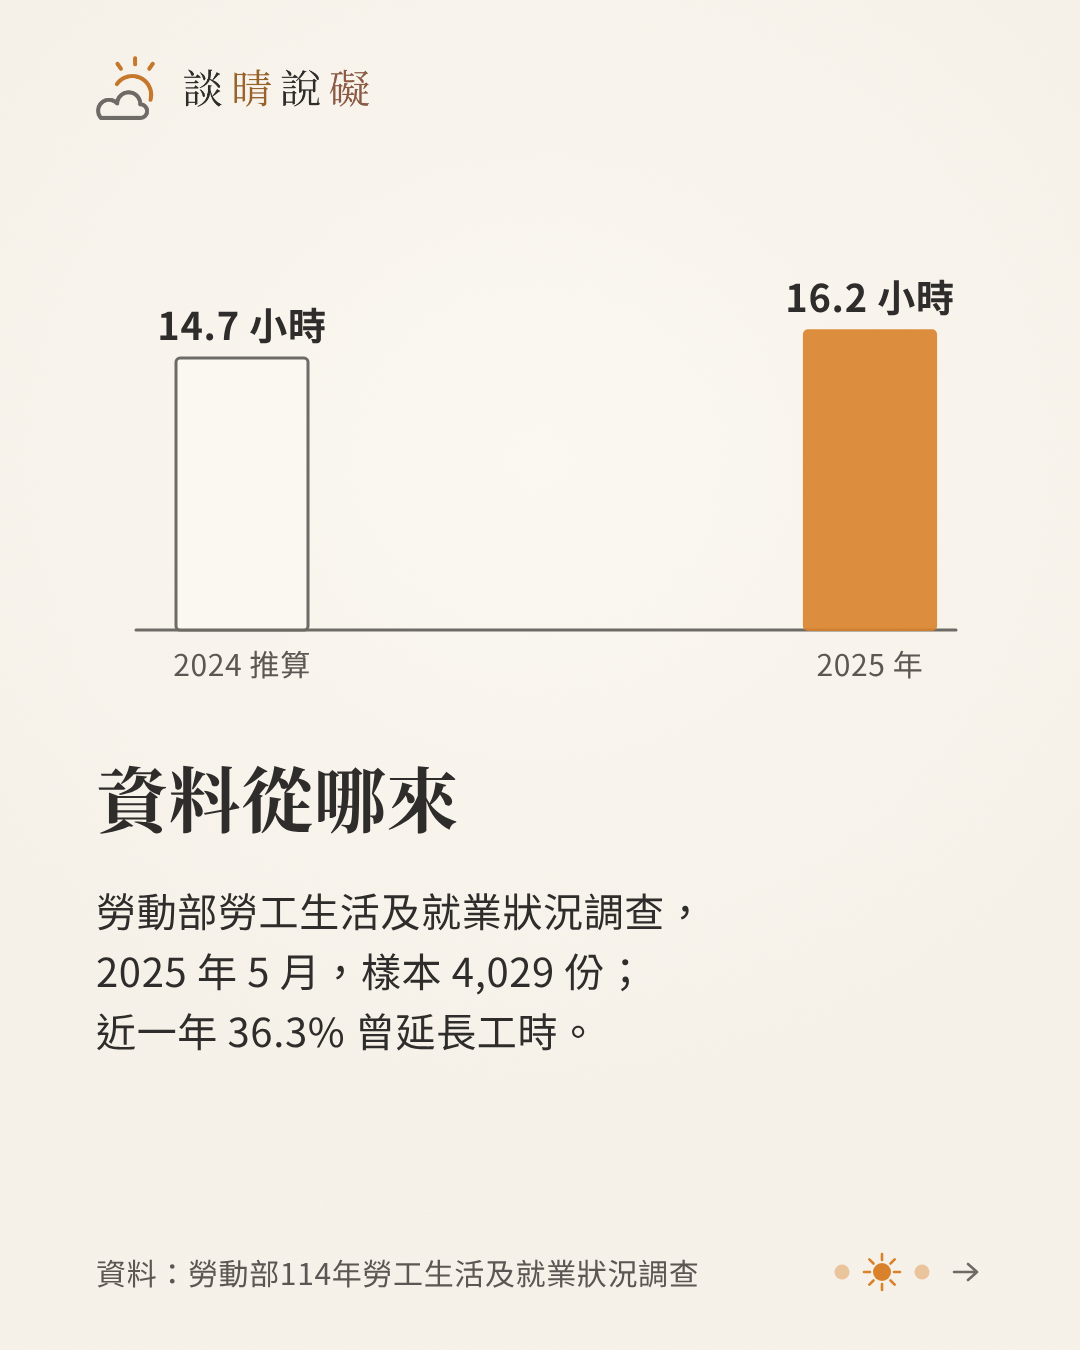 談晴說礙
14.7 小時
16.2 小時
2024 推算
2025 年
資料從哪來
勞動部勞工生活及就業狀況調查，
2025 年 5 月，樣本 4,029 份；
近一年 36.3% 曾延長工時。
資料：勞動部114年勞工生活及就業狀況調查